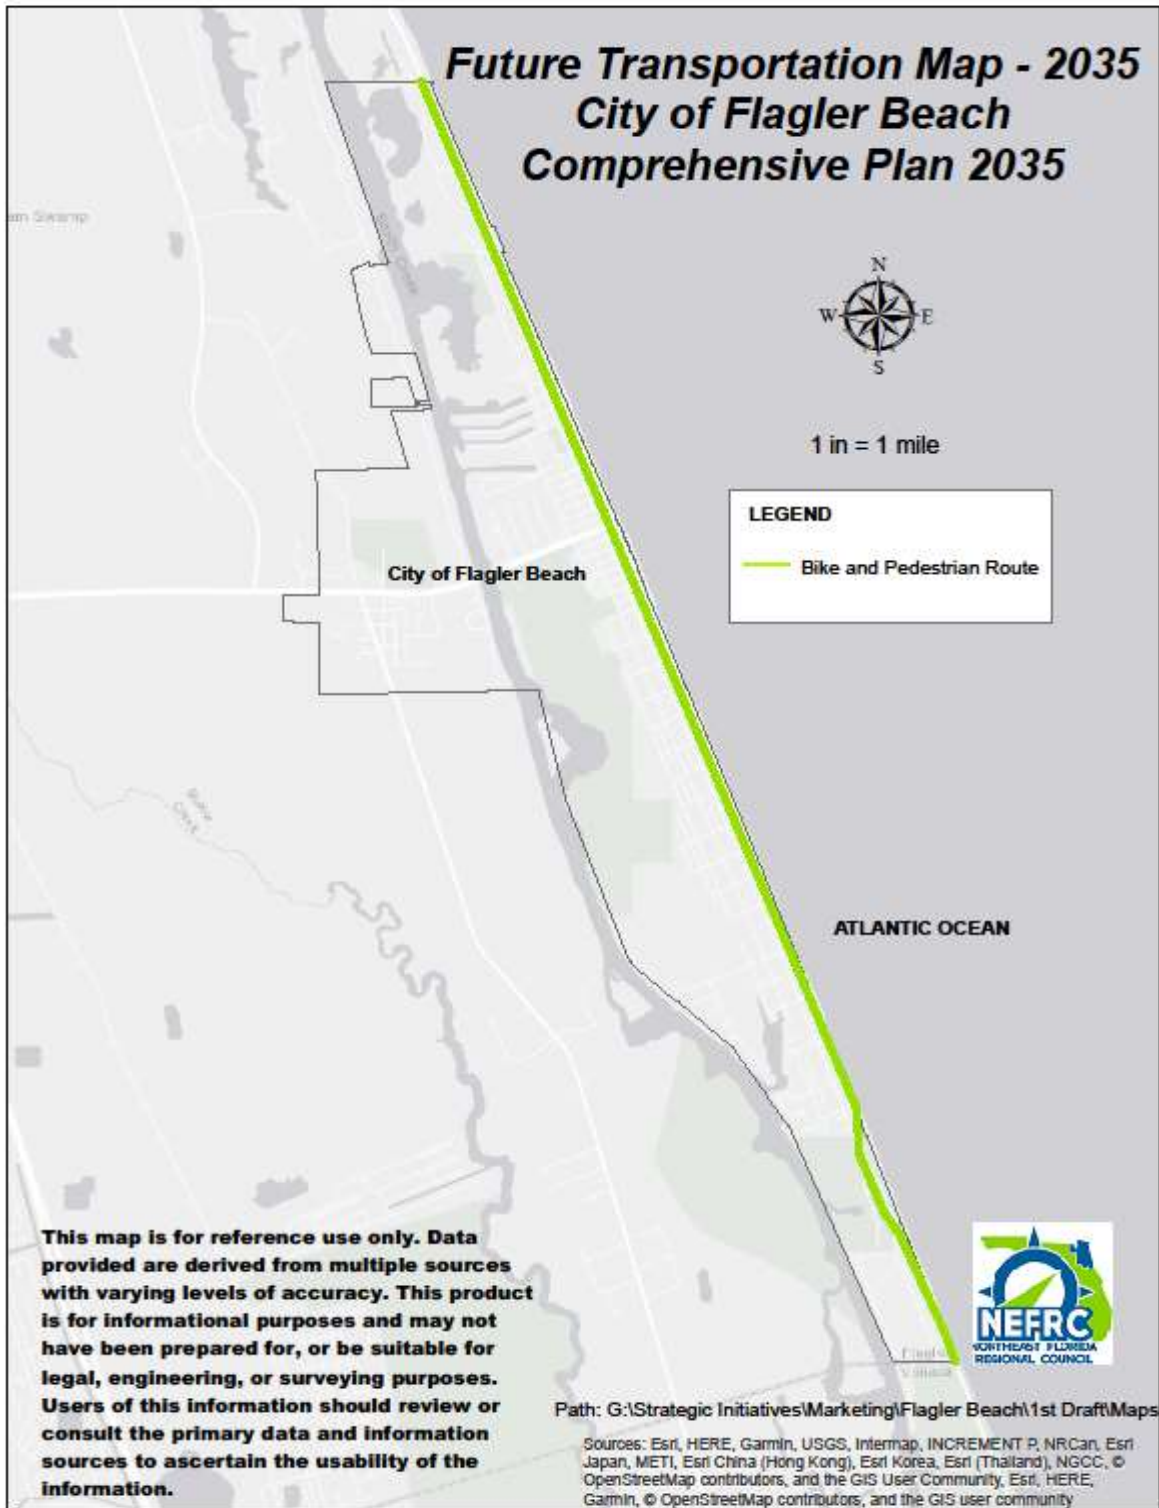 Future Transportation Map - 2035
City of Flagler Beach
Comprehensive Plan 2035
an Swamp
N
W
E
S
1 in = 1 mile
LEGEND
Bike and Pedestrian Route
City of Flagler Beach
Creek
ATLANTIC OCEAN
This map is for reference use only. Data
provided are derived from multiple sources
with varying levels of accuracy. This product
is for informational purposes and may not
have been prepared for, or be suitable for
legal, engineering, or surveying purposes.
Users of this information should review or
consult the primary data and information
sources to ascertain the usability of the
information.
NEFRC
NORTHEAST FLORIDA
REGIONAL COUNCIL
Path: G:\Strategic Initiatives\Marketing\Flagler Beach\1st Draft\Maps
Sources: Esri, HERE, Garmin, USGS, Intermap, INCREMENT P, NRCan, Esri
Japan, METI, Esri China (Hong Kong), Esri Korea, Esri (Thailand), NGCC, ©
OpenStreetMap contributors, and the GIS User Community, Esri, HERE,
Garmin, © OpenStreetMap contributors, and the GIS user community